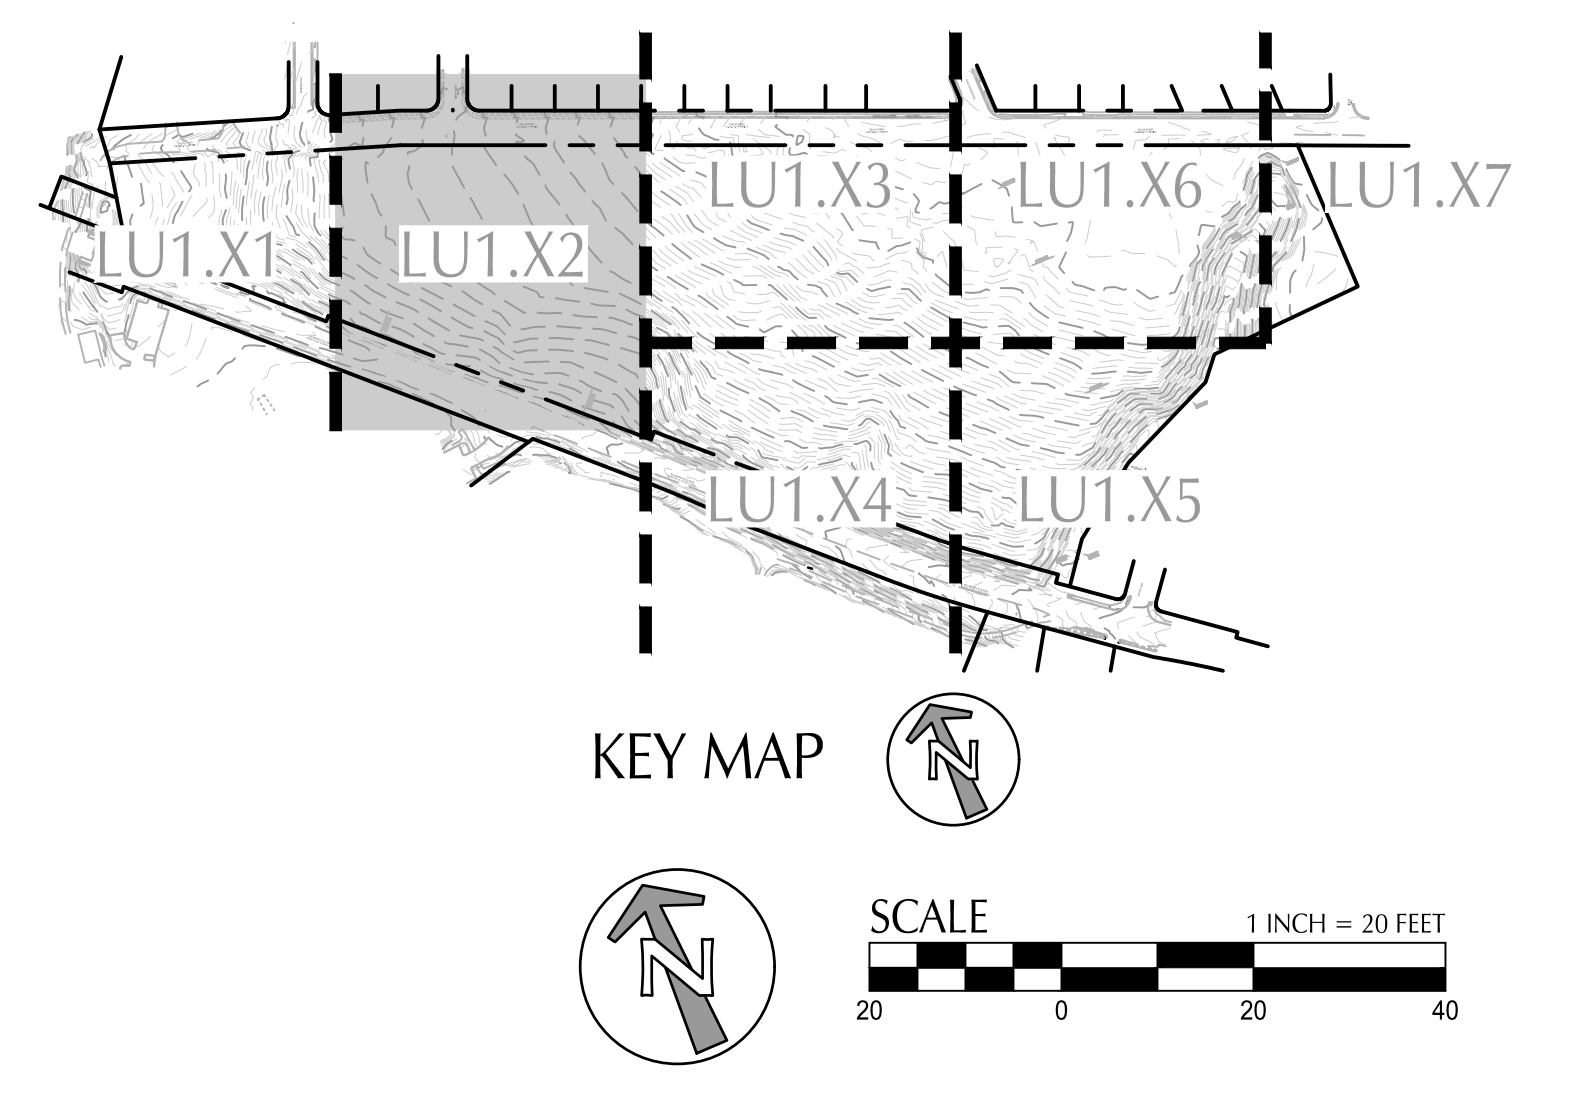 LU1.X3
LU1.X6
LU1.X7
LU1.X1
LU1.X2
LU1.X4
LU1.X5
KEY MAP
N
N
SCALE
1 INCH = 20 FEET
20 0 20 40